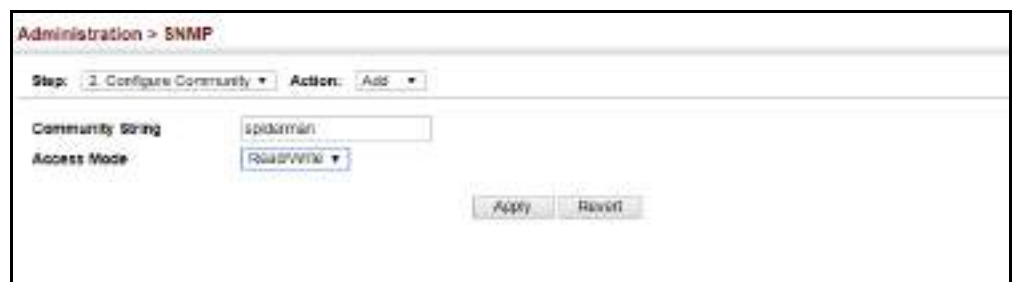 Administration > SNMP
Step: 2. Configure Community Action: Add
Community String spiderman
Access Mode Read/Write
Apply Revert